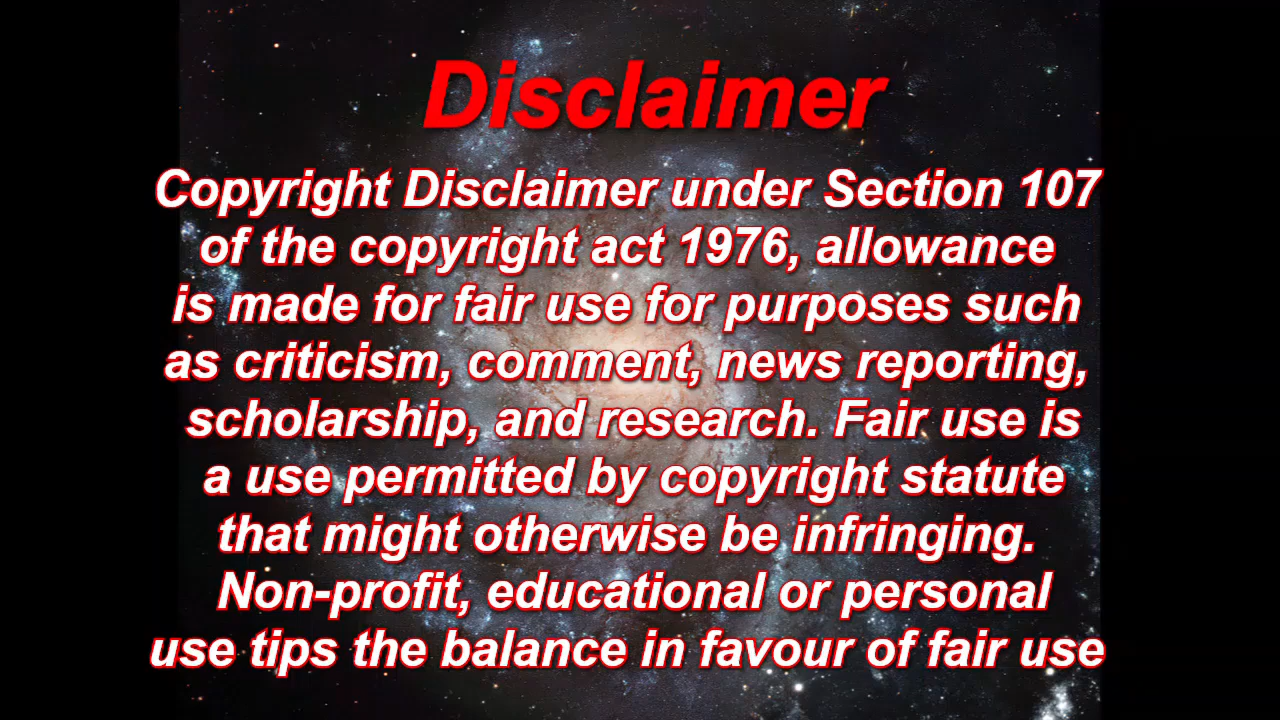 Disclaimer
Copyright Disclaimer under Section 107
of the copyright act 1976, allowance
is made for fair use for purposes such
as criticism, comment, news reporting,
scholarship, and research. Fair use is
a use permitted by copyright statute
that might otherwise be infringing.
Non-profit, educational or personal
use tips the balance in favour of fair use